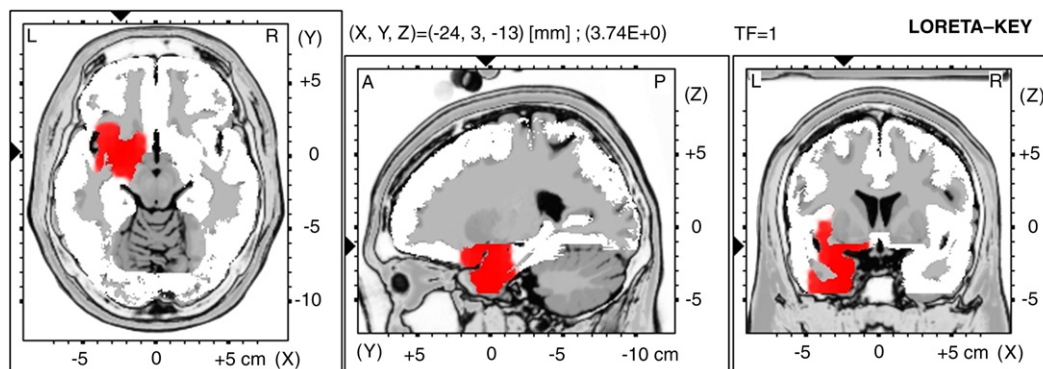 (X, Y, Z)=(-24, 3, -13) [mm] ; (3.74E+0) TF=1 LORETA–KEY
L R (Y)
+5
0
-5
-10
-5 0 +5 cm (X)
A P (Z)
+5
0
-5
(Y) +5 0 -5 -10 cm
L R (Z)
+5
0
-5
-5 0 +5 cm (X)